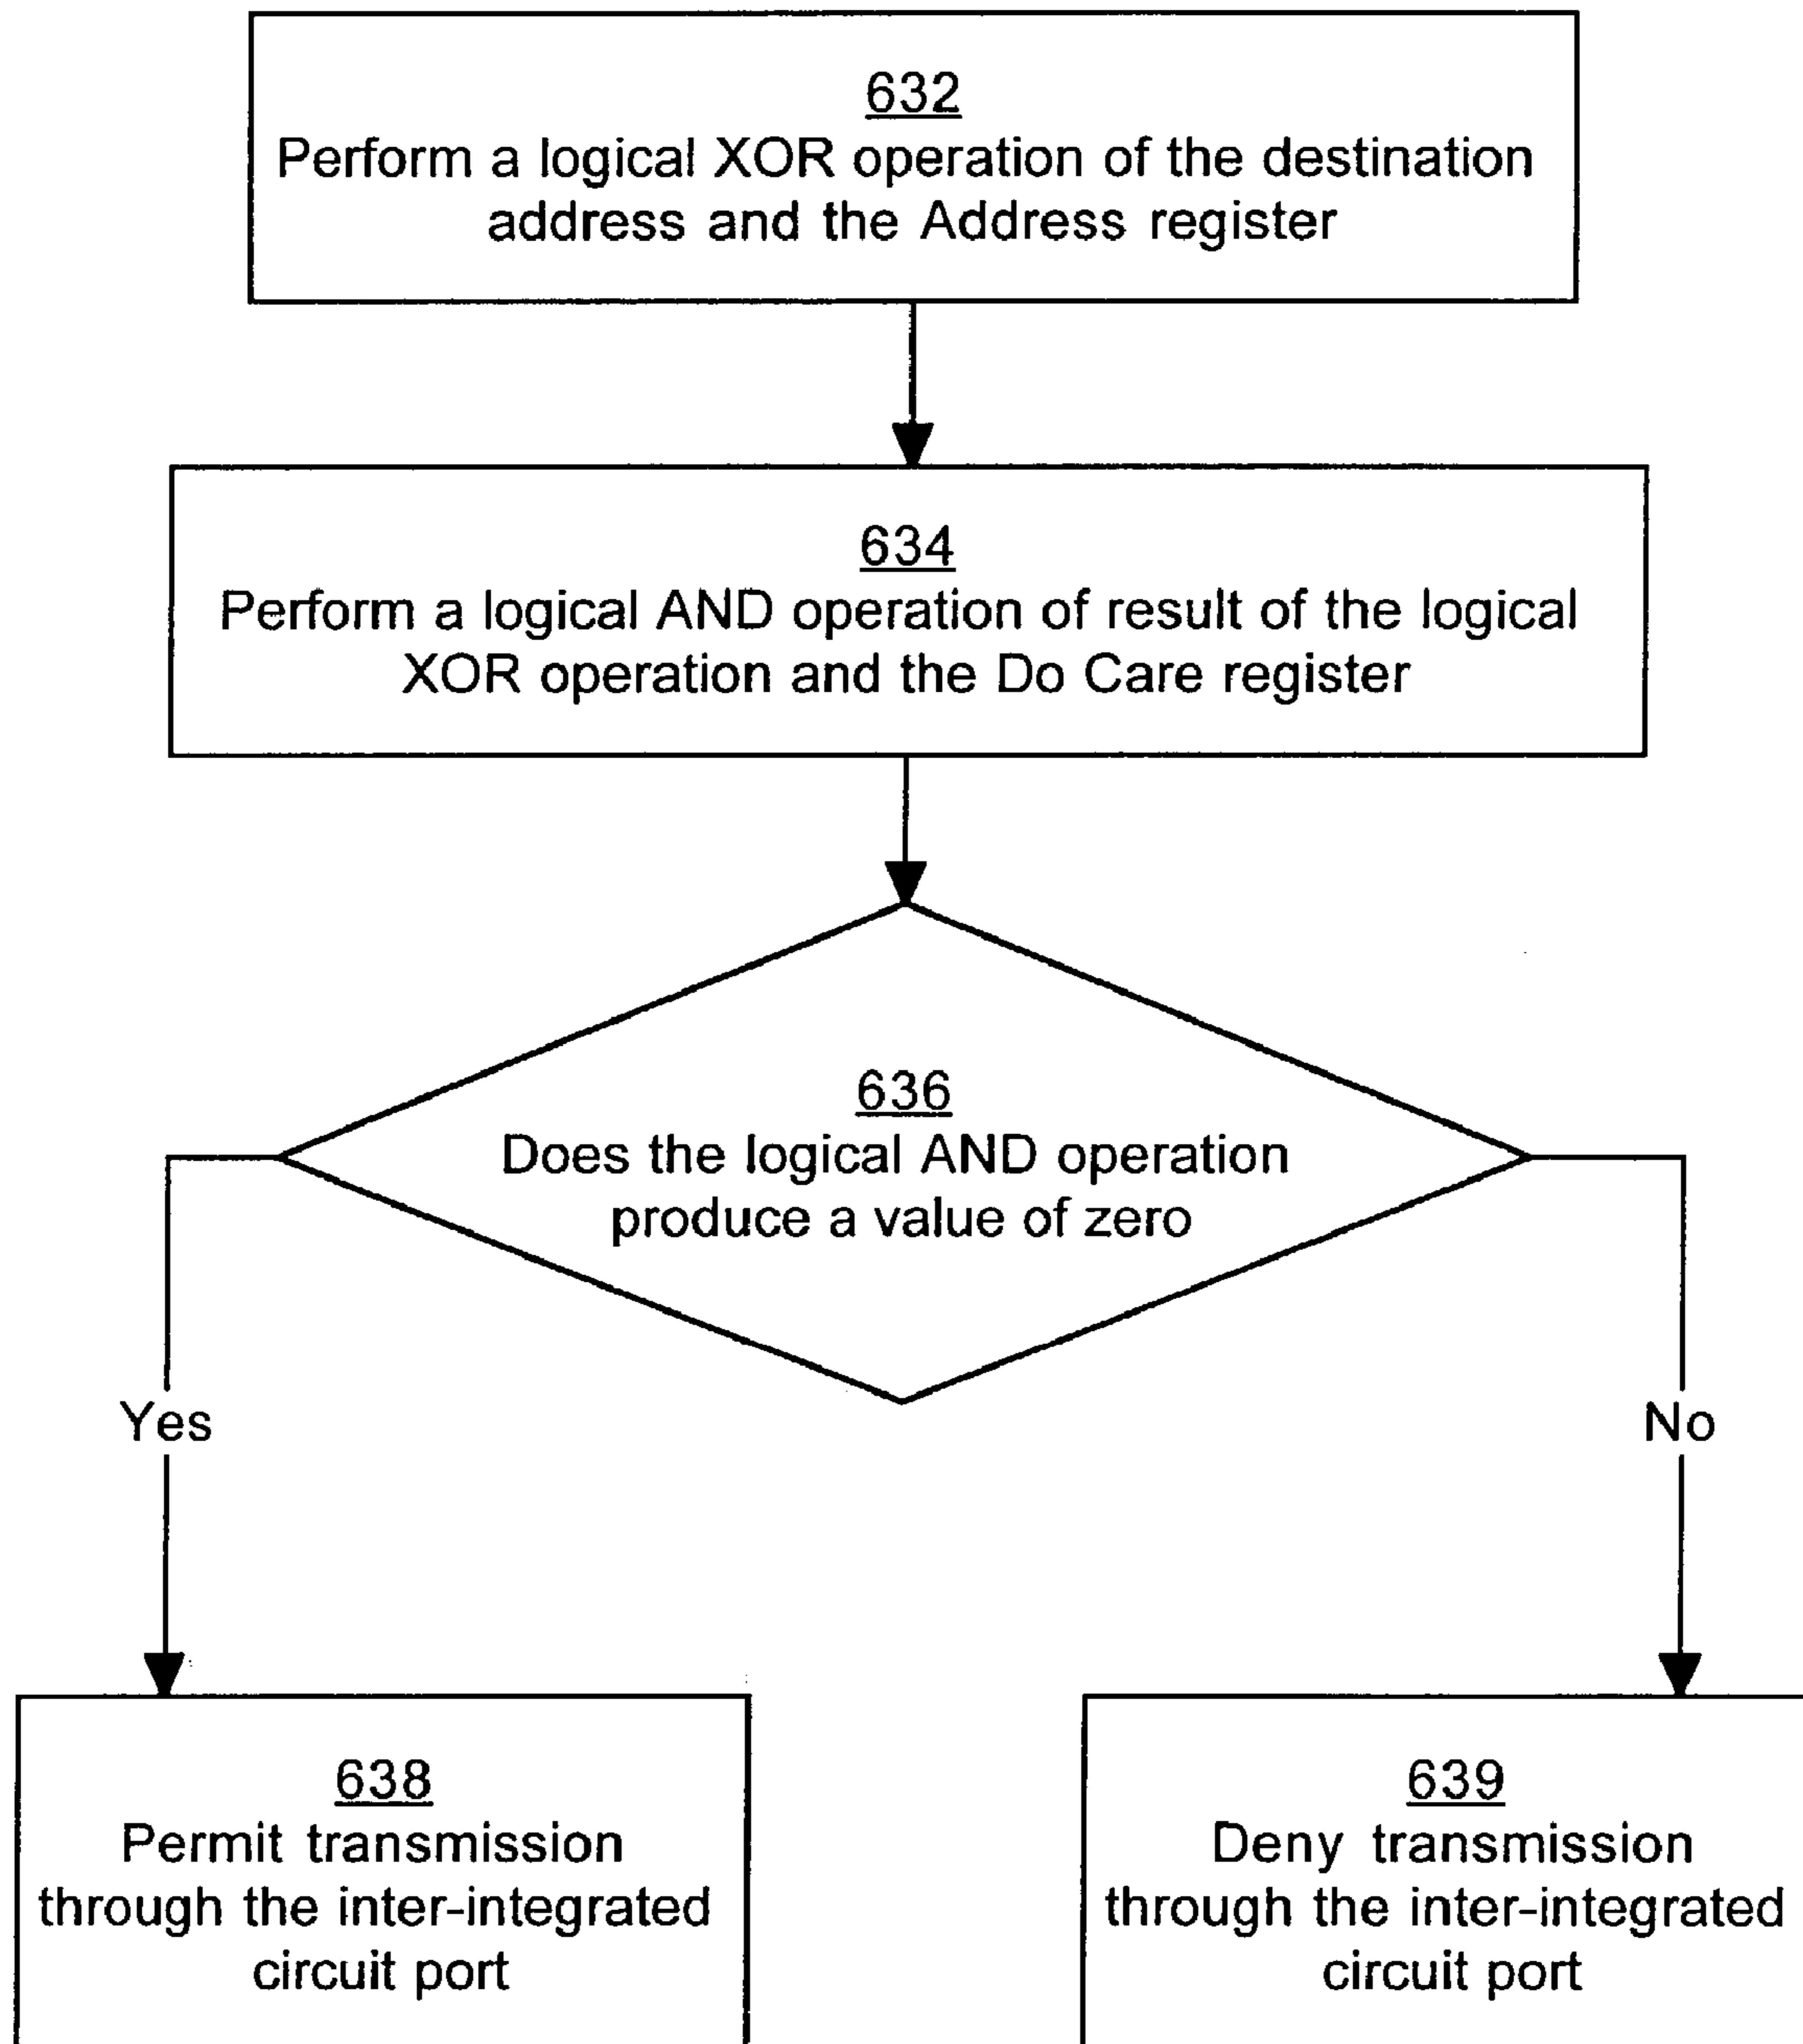 632
Perform a logical XOR operation of the destination
address and the Address register
634
Perform a logical AND operation of result of the logical
XOR operation and the Do Care register
636
Does the logical AND operation
produce a value of zero
Yes
No
638
Permit transmission
through the inter-integrated
circuit port
639
Deny transmission
through the inter-integrated
circuit port